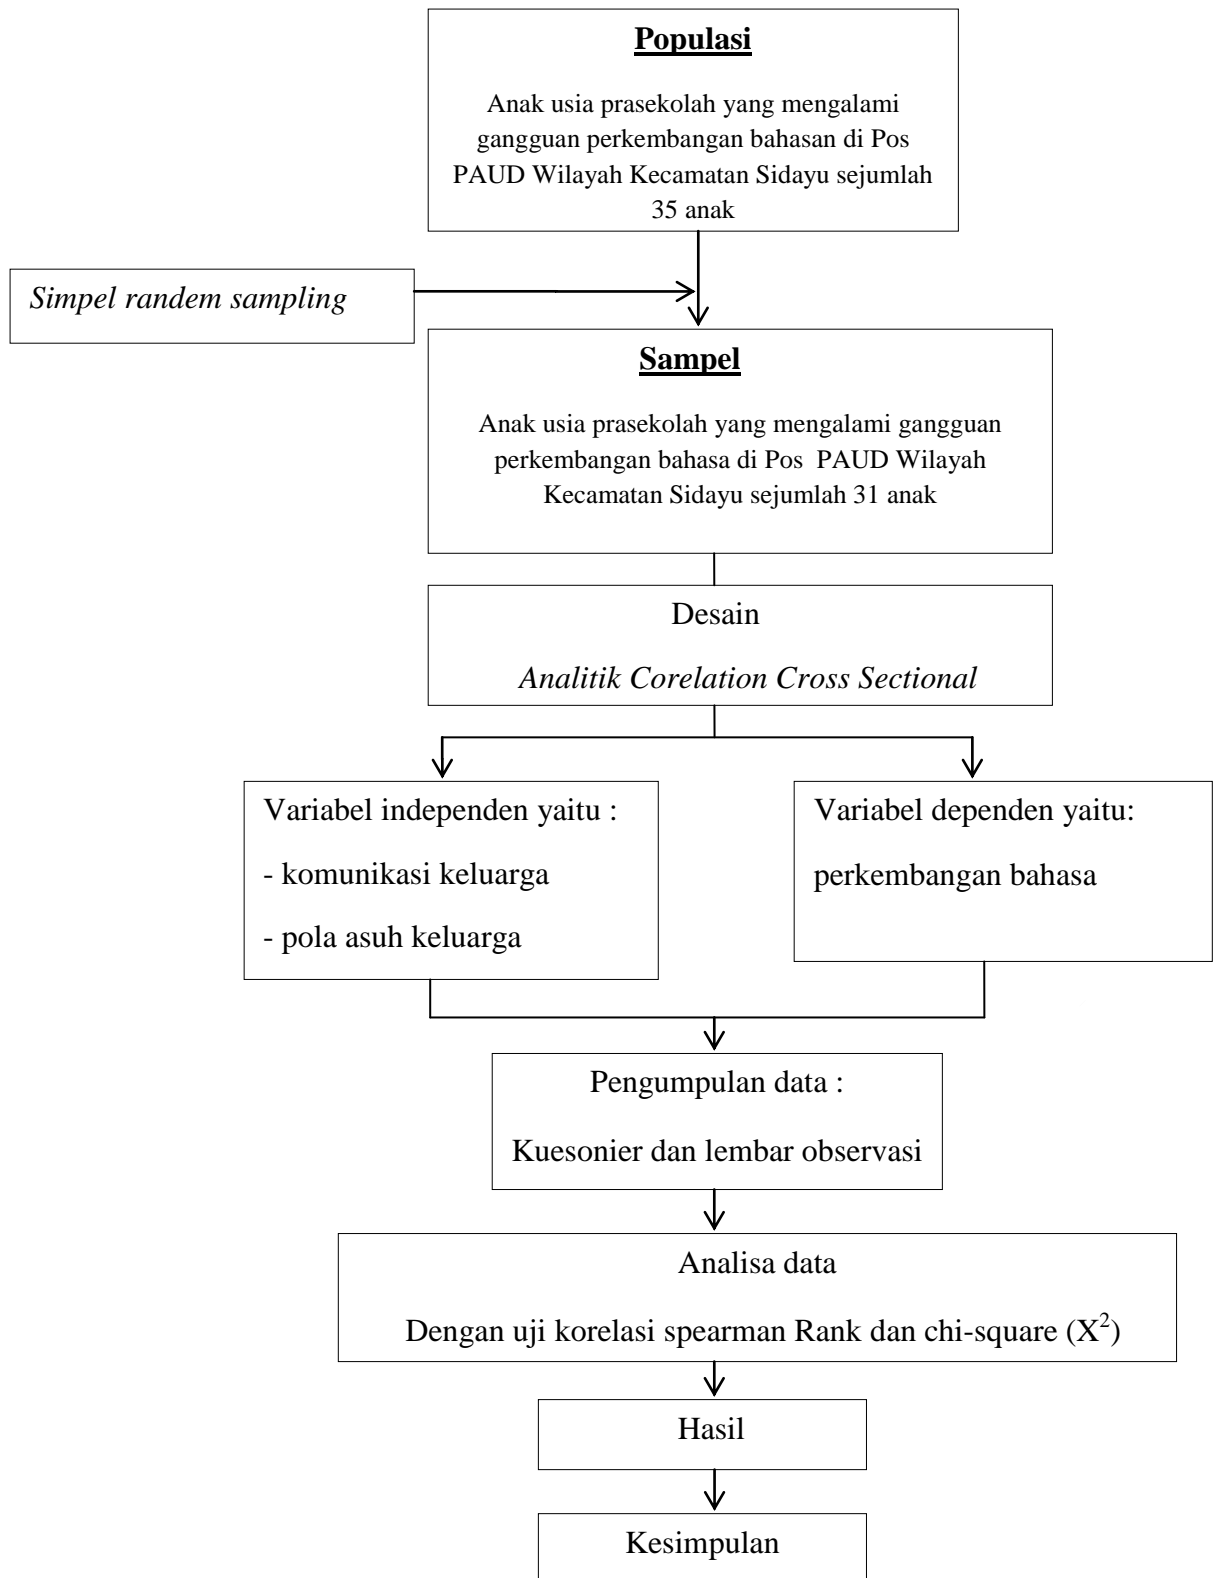 Populasi
Anak usia prasekolah yang mengalami
gangguan perkembangan bahasan di Pos
PAUD Wilayah Kecamatan Sidayu sejumlah
35 anak
Simpel randem sampling
Sampel
Anak usia prasekolah yang mengalami gangguan
perkembangan bahasa di Pos PAUD Wilayah
Kecamatan Sidayu sejumlah 31 anak
Desain
Analitik Corelation Cross Sectional
Variabel independen yaitu :
- komunikasi keluarga
- pola asuh keluarga
Variabel dependen yaitu:
perkembangan bahasa
Pengumpulan data :
Kuesonier dan lembar observasi
Analisa data
Dengan uji korelasi spearman Rank dan chi-square (X²)
Hasil
Kesimpulan